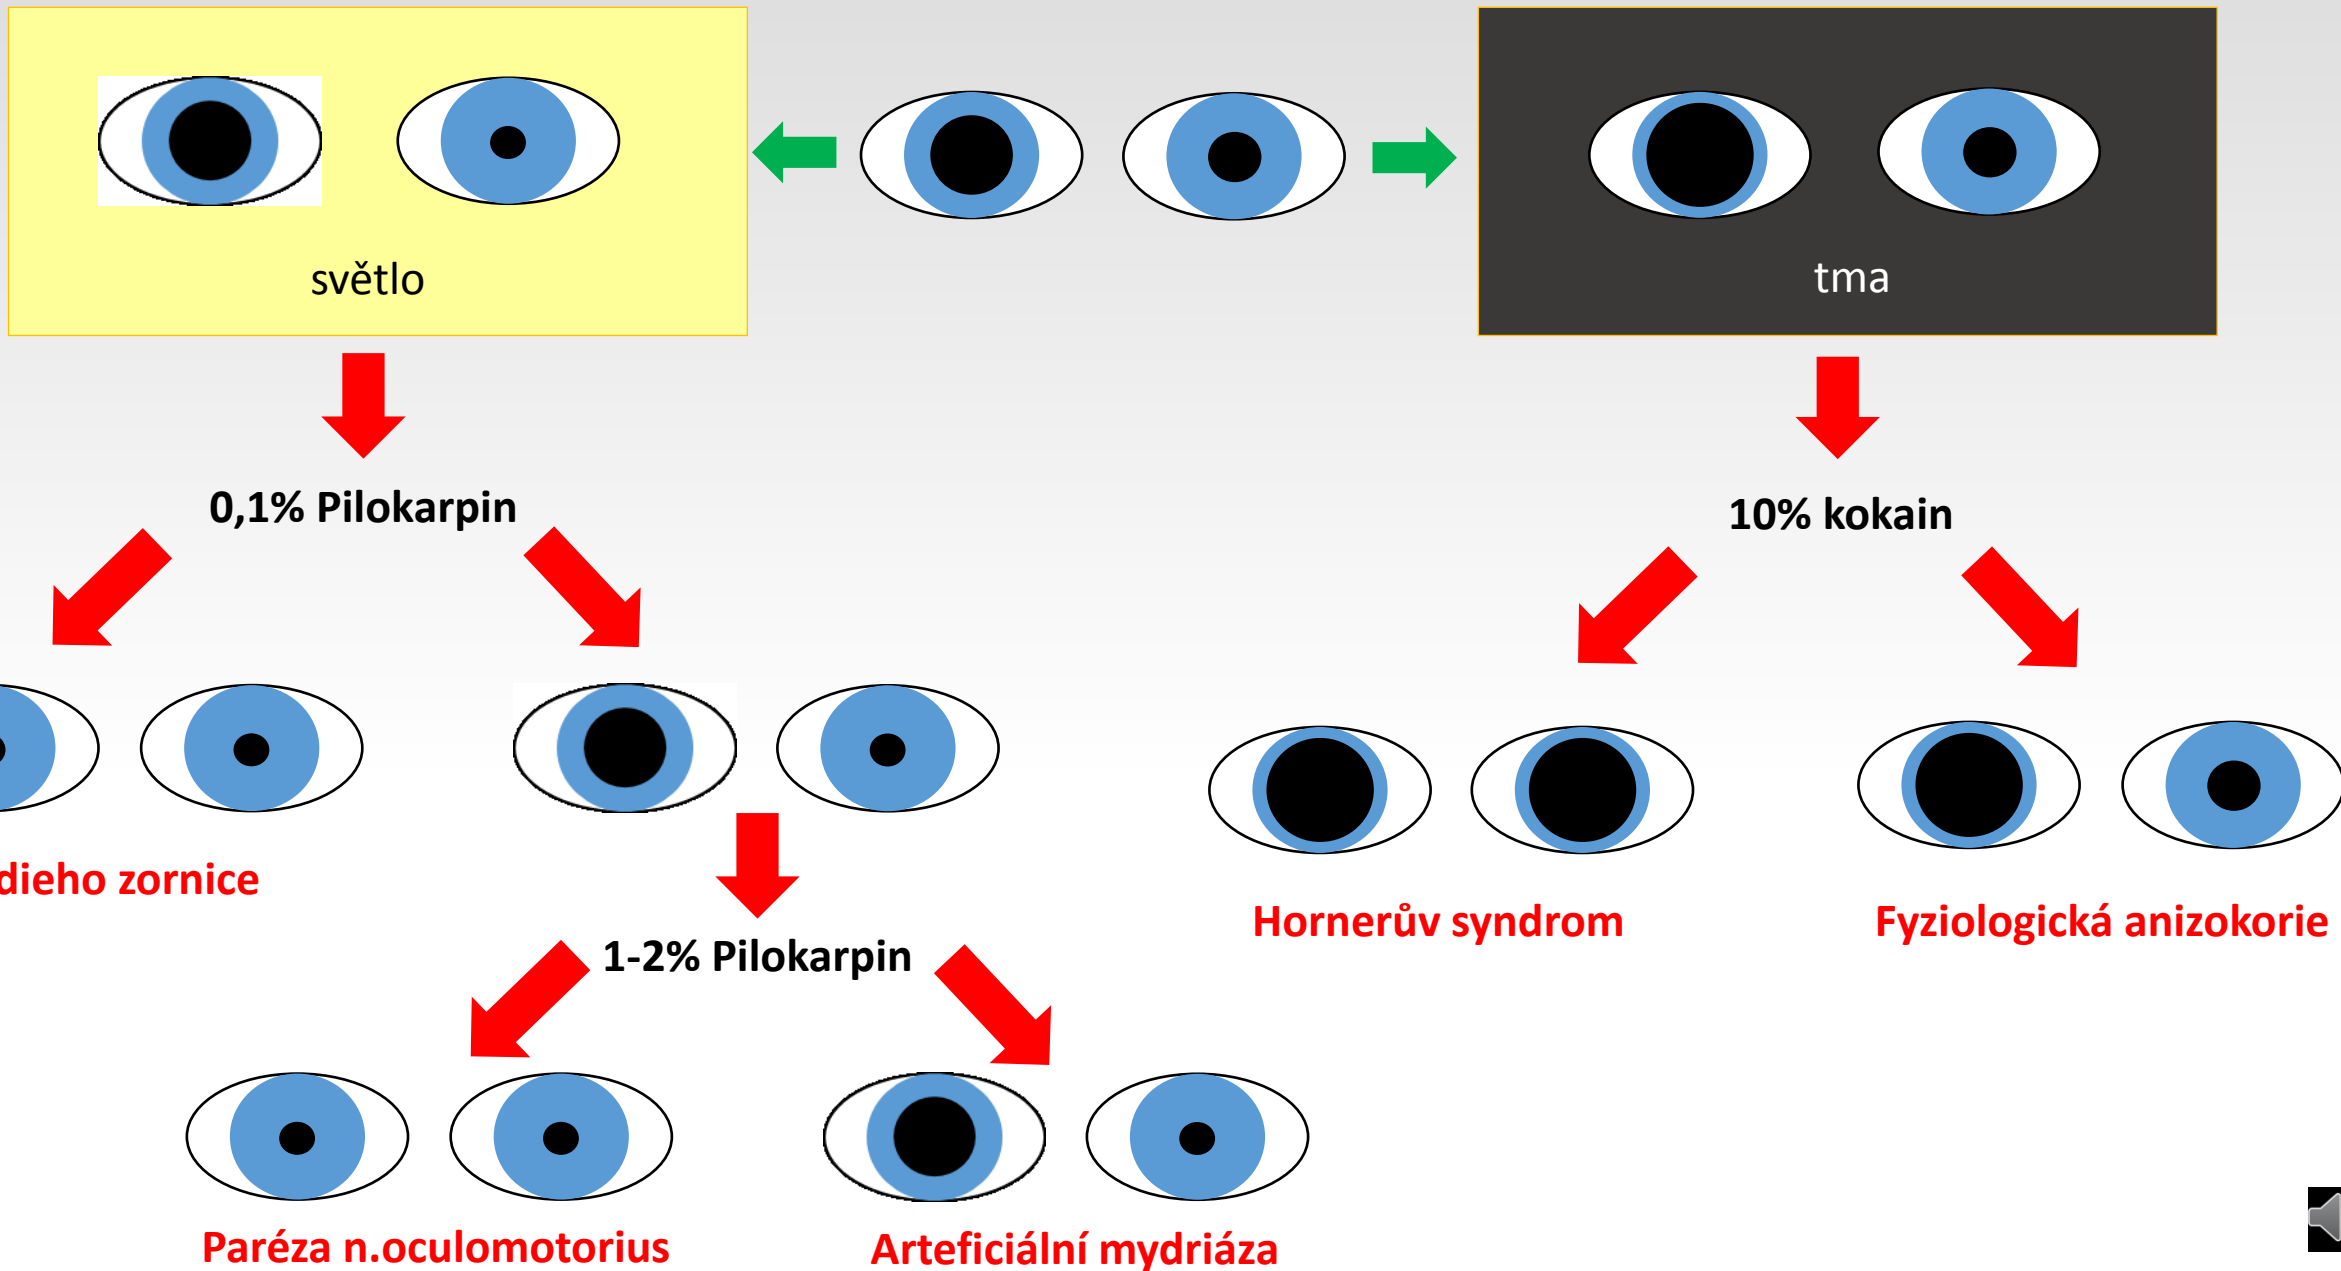 světlo
tma
0,1% Pilokarpin
10% kokain
dieho zornice
Hornerův syndrom
Fyziologická anizokorie
1-2% Pilokarpin
Paréza n.oculomotorius
Arteficiální mydriáza